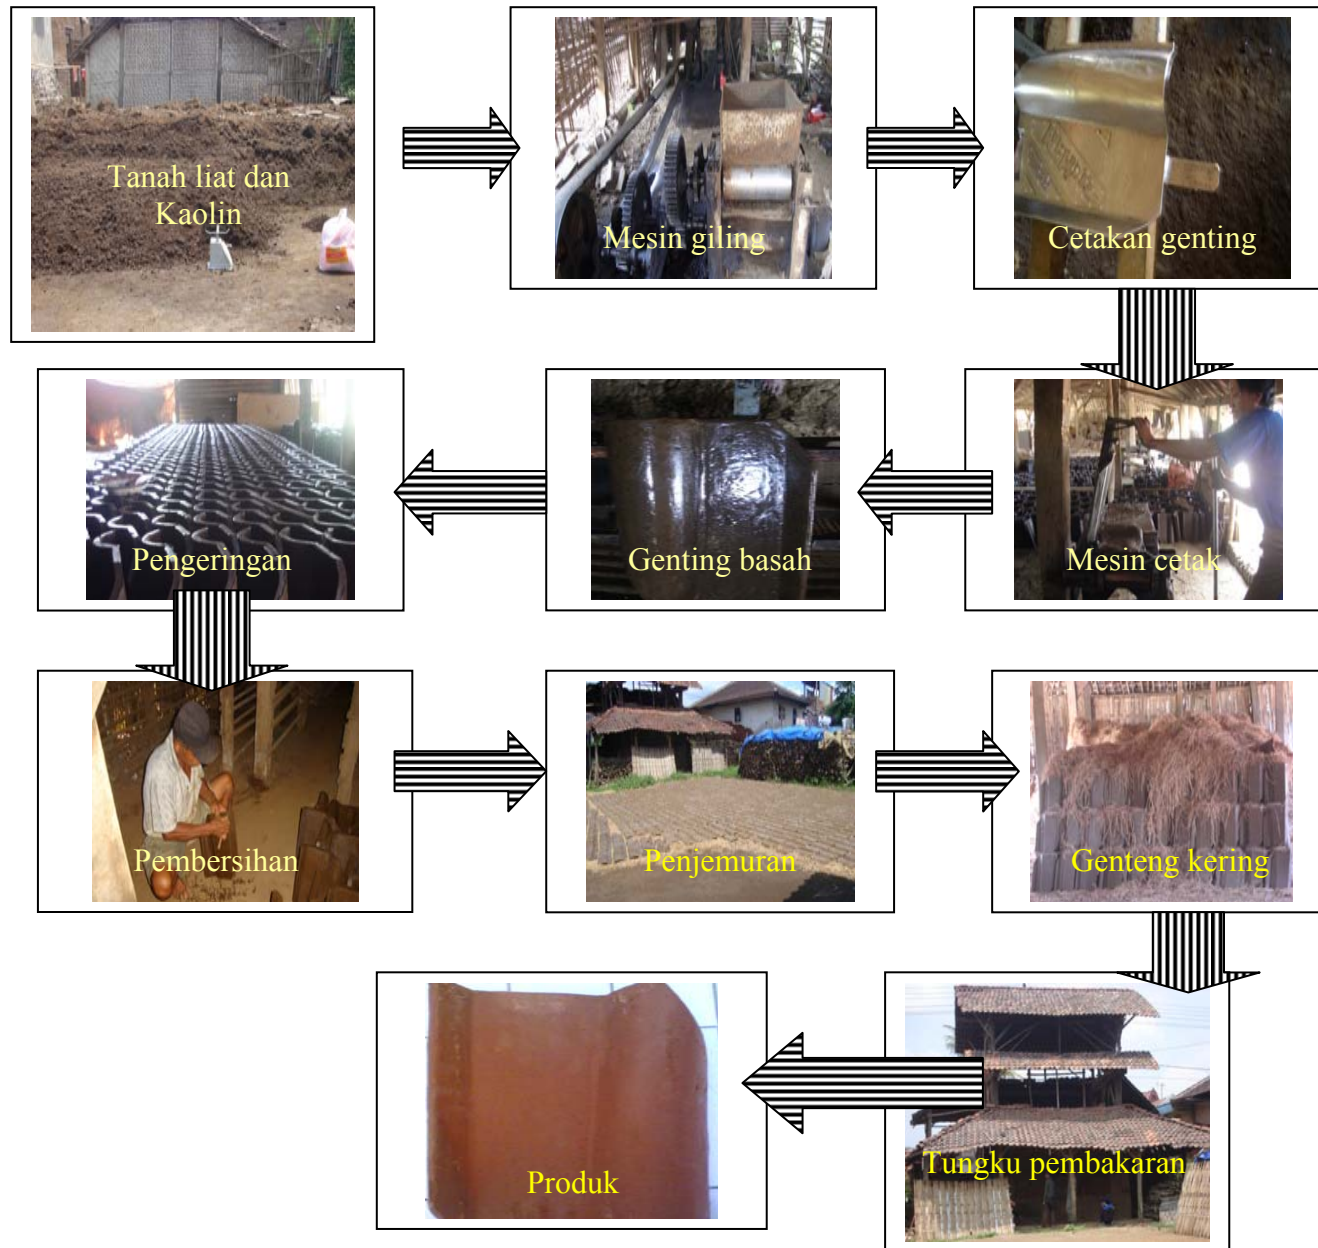 Tanah liat dan
Kaolin
Mesin giling
Cetakan genting
Mesin cetak
Genting basah
Pengeringan
Pembersihan
Penjemuran
Genteng kering
Tungku pembakaran
Produk